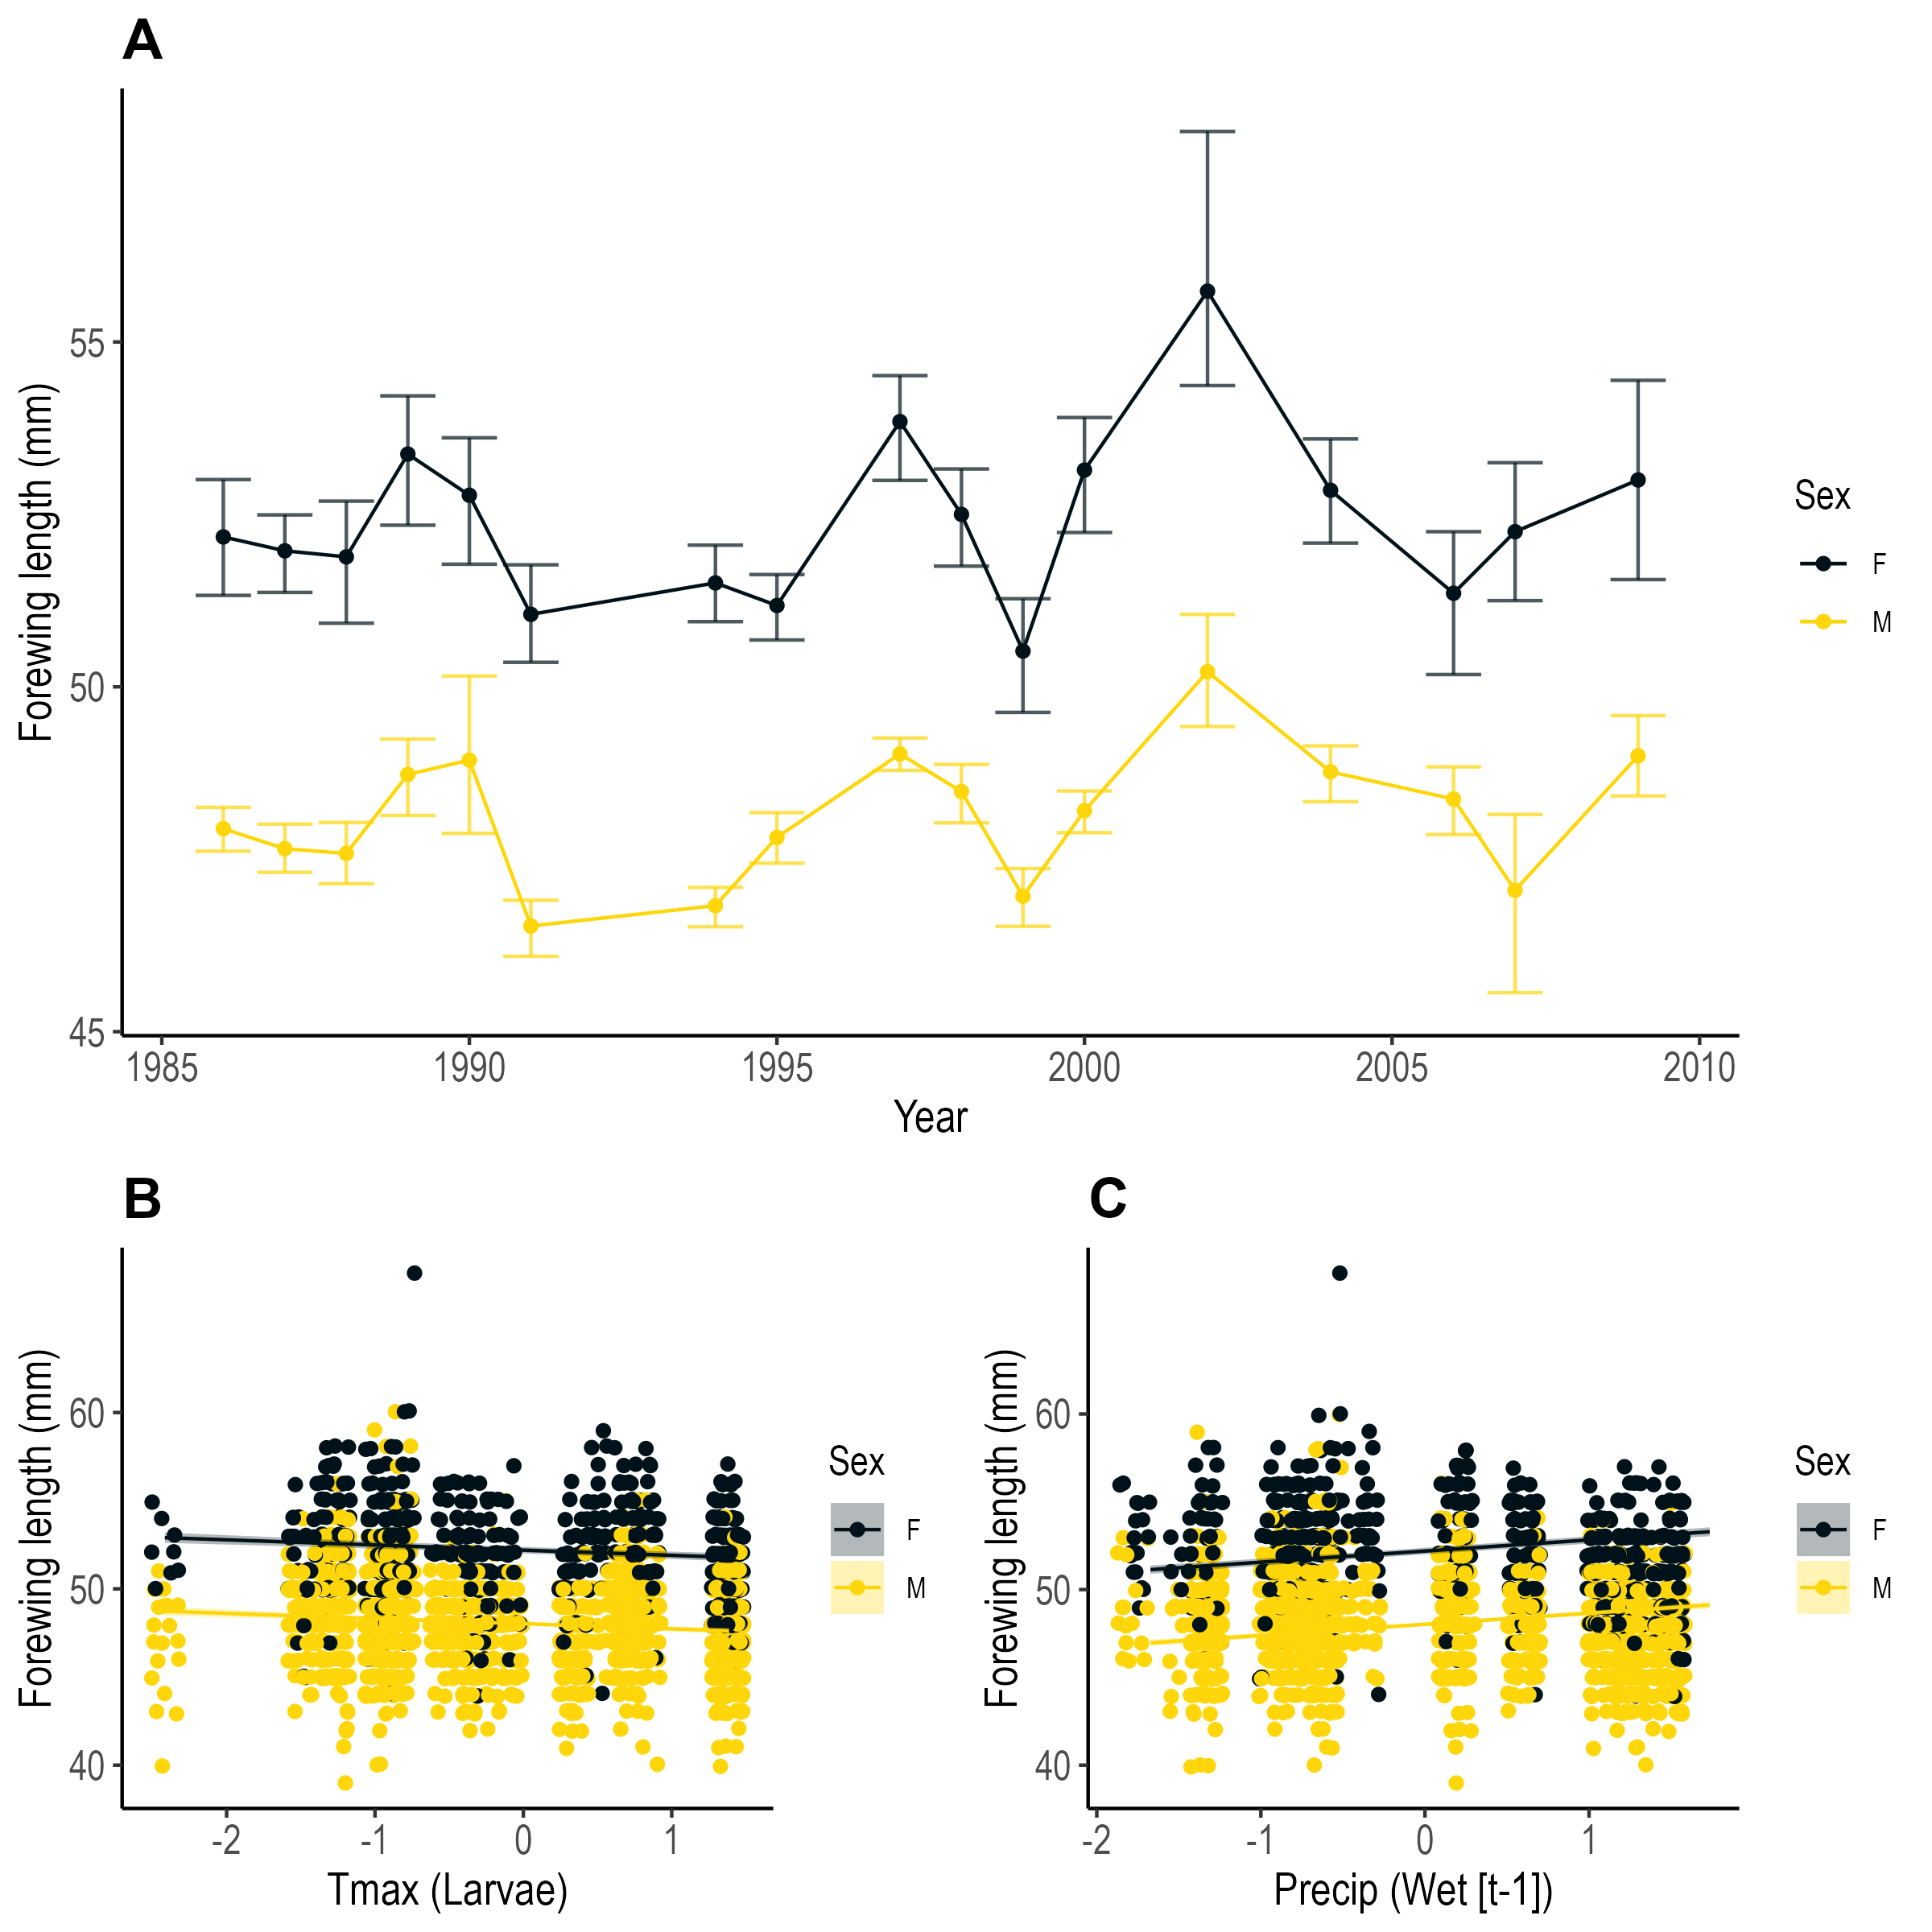 A
Forewing length (mm)
55
50
45
1985 1990 1995 2000 2005 2010
Year
Sex
F
M
B
Forewing length (mm)
60
50
40
-2 -1 0 1
Tmax (Larvae)
Sex
F
M
C
Forewing length (mm)
60
50
40
-2 -1 0 1
Precip (Wet [t-1])
Sex
F
M